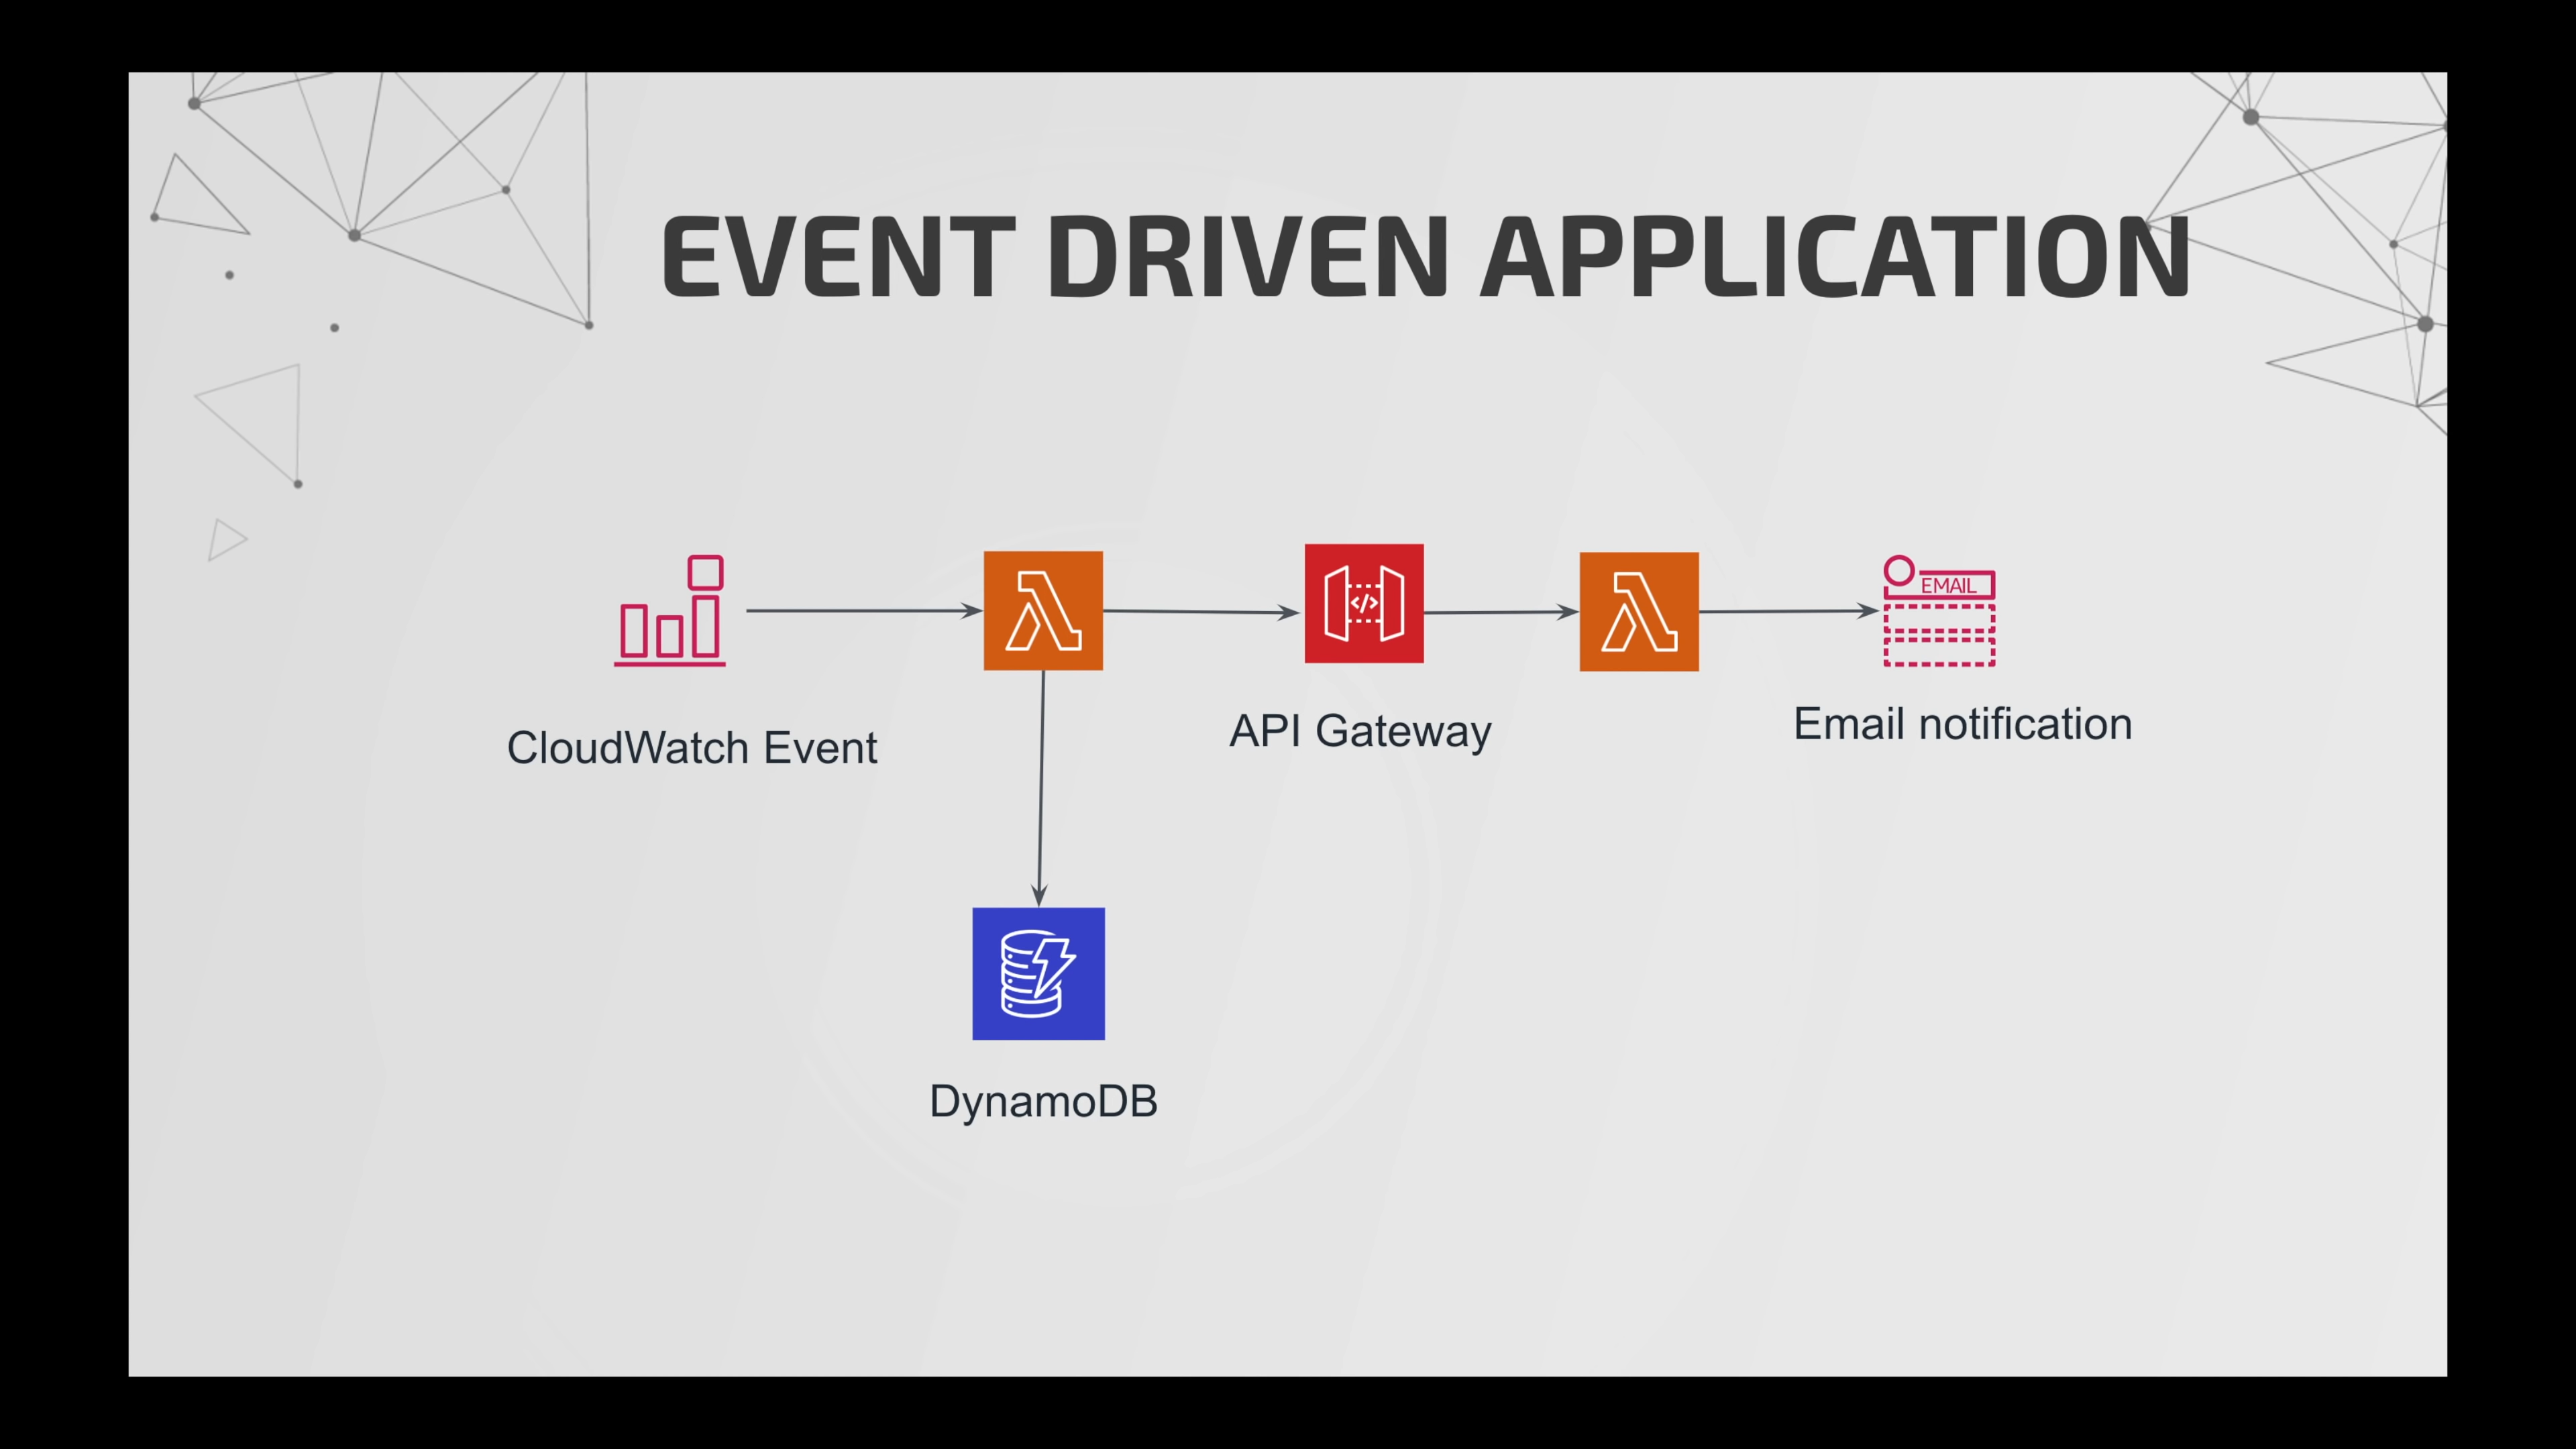 EVENT DRIVEN APPLICATION
EMAIL
</>
CloudWatch Event
API Gateway
Email notification
DynamoDB